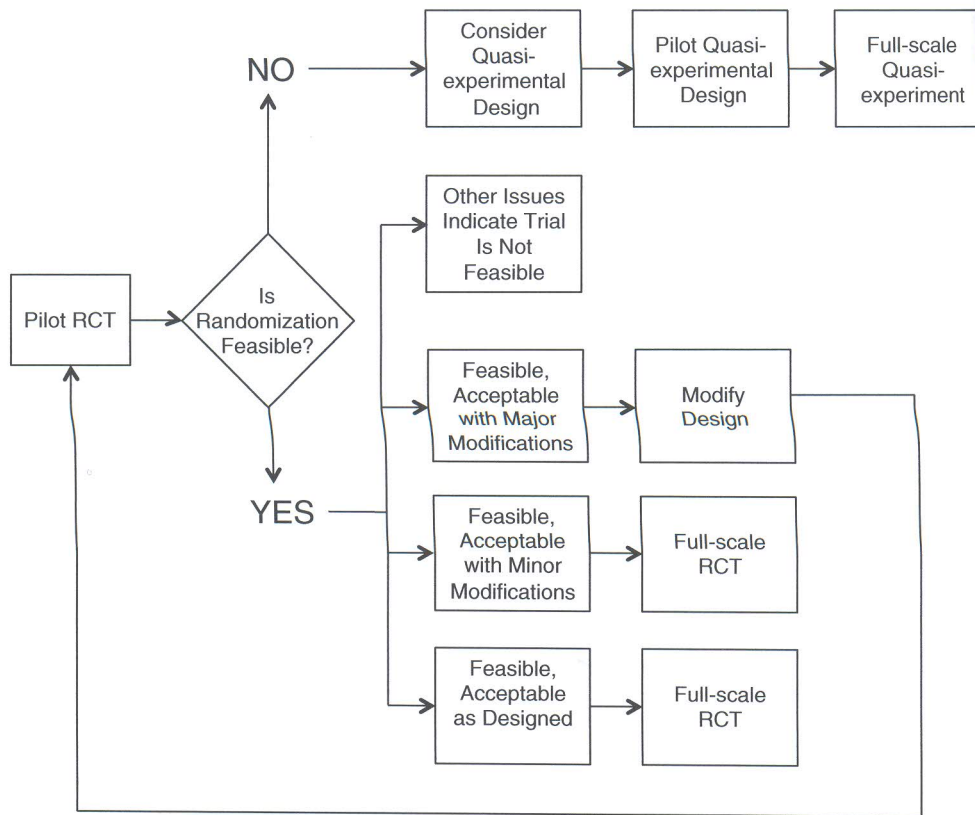 NO
Consider
Quasi-
experimental
Design
Pilot Quasi-
experimental
Design
Full-scale
Quasi-
experiment
Other Issues
Indicate Trial
Is Not
Feasible
Pilot RCT
Is
Randomization
Feasible?
Feasible,
Acceptable
with Major
Modifications
Modify
Design
YES
Feasible,
Acceptable
with Minor
Modifications
Full-scale
RCT
Feasible,
Acceptable
as Designed
Full-scale
RCT